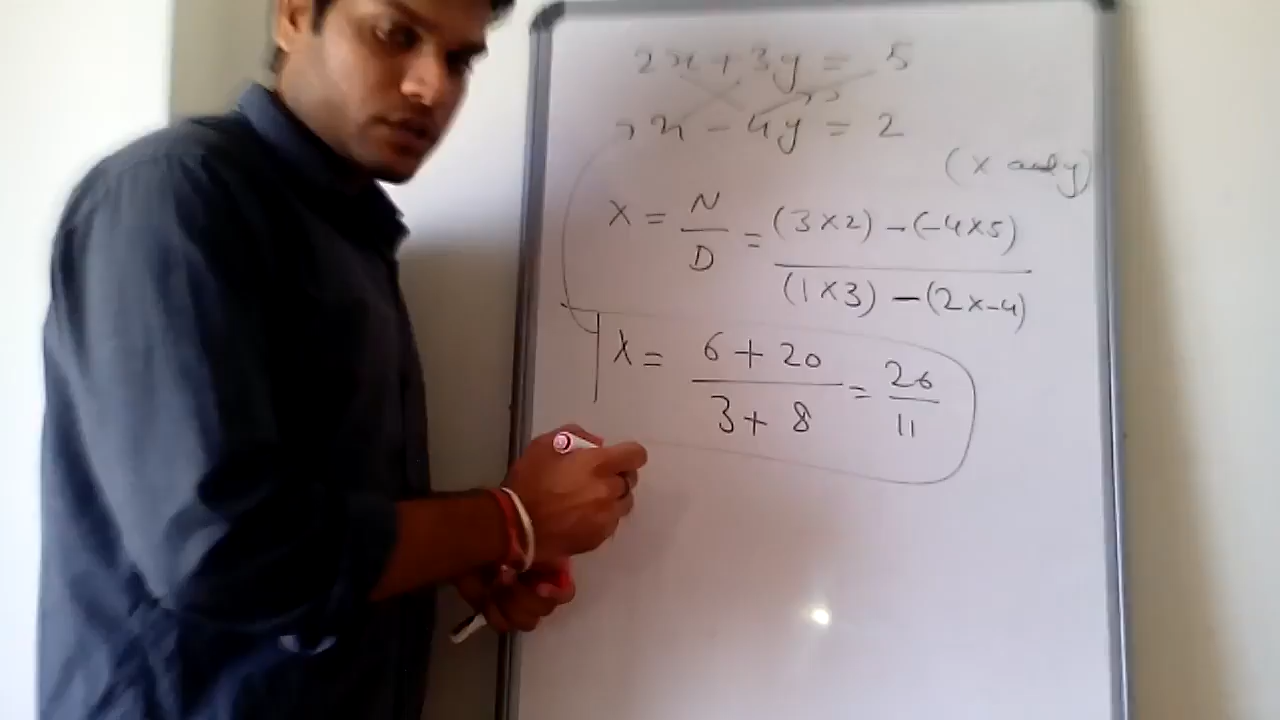 2x + 3y = 5
x - 4y = 2
(x and y)
X = N/D = (3×2) - (-4×5) / (1×3) - (2×-4)
X = 6 + 20 / 3 + 8 = 26/11